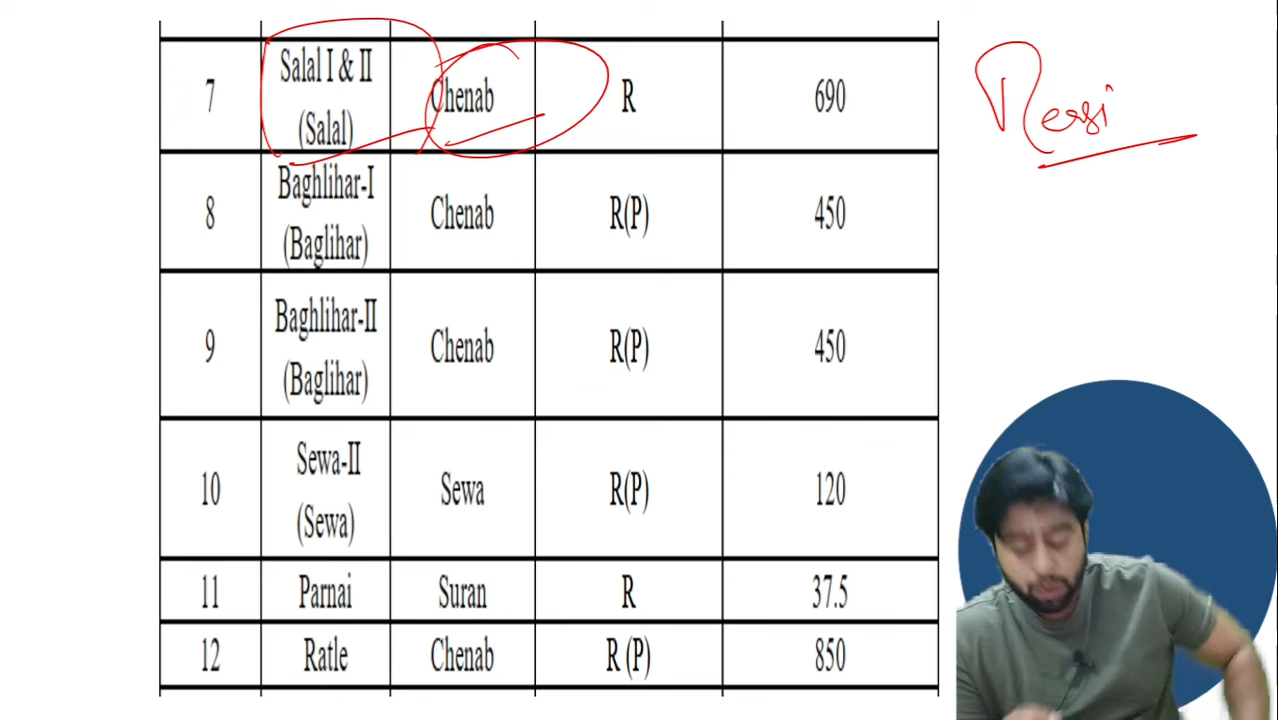 7 Salal I & II (Salal) Chenab R 690
Reasi
8 Baghlihar-I (Baglihar) Chenab R(P) 450
9 Baghlihar-II (Baglihar) Chenab R(P) 450
10 Sewa-II (Sewa) Sewa R(P) 120
11 Parnai Suran R 37.5
12 Ratle Chenab R (P) 850